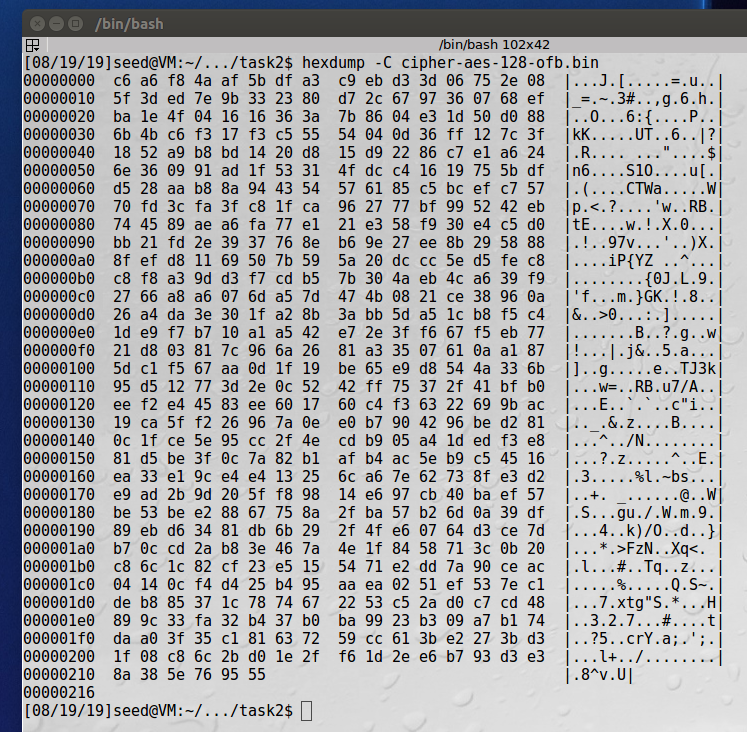 /bin/bash
/bin/bash 102x42
[08/19/19]seed@VM:~/.../task2$ hexdump -C cipher-aes-128-ofb.bin
00000000  c6 a6 f8 4a af 5b df a3  c9 eb d3 3d 06 75 2e 08  |...J.[.....=.u..|
00000010  5f 3d ed 7e 9b 33 23 80  d7 2c 67 97 36 07 68 ef  |_=.~.3#..,g.6.h.|
00000020  ba 1e 4f 04 16 16 36 3a  7b 86 04 e3 1d 50 d0 88  |..O...6:{....P..|
00000030  6b 4b c6 f3 17 f3 c5 55  54 04 0d 36 ff 12 7c 3f  |kK.....UT..6..|?|
00000040  18 52 a9 b8 bd 14 20 d8  15 d9 22 86 c7 e1 a6 24  |.R.... ..."....$|
00000050  6e 36 09 91 ad 1f 53 31  4f dc c4 16 19 75 5b df  |n6....S1O....u[.|
00000060  d5 28 aa b8 8a 94 43 54  57 61 85 c5 bc ef c7 57  |.(....CTWa.....W|
00000070  70 fd 3c fa 3f c8 1f ca  96 27 77 bf 99 52 42 eb  |p.<.?....'w..RB.|
00000080  74 45 89 ae a6 fa 77 e1  21 e3 58 f9 30 e4 c5 d0  |tE....w.!.X.0...|
00000090  bb 21 fd 2e 39 37 76 8e  b6 9e 27 ee 8b 29 58 88  |.!..97v...'..)X.|
000000a0  8f ef d8 11 69 50 7b 59  5a 20 dc cc 5e d5 fe c8  |....iP{YZ ..^...|
000000b0  c8 f8 a3 9d d3 f7 cd b5  7b 30 4a eb 4c a6 39 f9  |........{0J.L.9.|
000000c0  27 66 a8 a6 07 6d a5 7d  47 4b 08 21 ce 38 96 0a  |'f...m.}GK.!.8..|
000000d0  26 a4 da 3e 30 1f a2 8b  3a bb 5d a5 1c b8 f5 c4  |&..>0...:.].....|
000000e0  1d e9 f7 b7 10 a1 a5 42  e7 2e 3f f6 67 f5 eb 77  |.......B..?.g..w|
000000f0  21 d8 03 81 7c 96 6a 26  81 a3 35 07 61 0a a1 87  |!...|.j&..5.a...|
00000100  5d c1 f5 67 aa 0d 1f 19  be 65 e9 d8 54 4a 33 6b  |]..g.....e..TJ3k|
00000110  95 d5 12 77 3d 2e 0c 52  42 ff 75 37 2f 41 bf b0  |...w=..RB.u7/A..|
00000120  ee f2 e4 45 83 ee 60 17  60 c4 f3 63 22 69 9b ac  |...E..`.`..c"i..|
00000130  19 ca 5f f2 26 96 7a 0e  e0 b7 90 42 96 be d2 81  |.._.&.z....B....|
00000140  0c 1f ce 5e 95 cc 2f 4e  cd b9 05 a4 1d ed f3 e8  |...^../N........|
00000150  81 d5 be 3f 0c 7a 82 b1  af b4 ac 5e b9 c5 45 16  |...?.z.....^..E.|
00000160  ea 33 e1 9c e4 e4 13 25  6c a6 7e 62 73 8f e3 d2  |.3.....%l.~bs...|
00000170  e9 ad 2b 9d 20 5f f8 98  14 e6 97 cb 40 ba ef 57  |..+. _......@..W|
00000180  be 53 be e2 88 67 75 8a  2f ba 57 b2 6d 0a 39 df  |.S...gu./.W.m.9.|
00000190  89 eb d6 34 81 db 6b 29  2f 4f e6 07 64 d3 ce 7d  |...4..k)/O..d..}|
000001a0  b7 0c cd 2a b8 3e 46 7a  4e 1f 84 58 71 3c 0b 20  |...*.>FzN..Xq<. |
000001b0  c8 6c 1c 82 cf 23 e5 15  54 71 e2 dd 7a 90 ce ac  |.l...#..Tq..z...|
000001c0  04 14 0c f4 d4 25 b4 95  aa ea 02 51 ef 53 7e c1  |.....%.....Q.S~.|
000001d0  de b8 85 37 1c 78 74 67  22 53 c5 2a d0 c7 cd 48  |...7.xtg"S.*...H|
000001e0  89 9c 33 fa 32 b4 37 b0  ba 99 23 b3 09 a7 b1 74  |..3.2.7...#....t|
000001f0  da a0 3f 35 c1 81 63 72  59 cc 61 3b e2 27 3b d3  |..?5..crY.a;.';.|
00000200  1f 08 c8 6c 2b d0 1e 2f  f6 1d 2e e6 b7 93 d3 e3  |...l+../........|
00000210  8a 38 5e 76 95 55                                 |.8^v.U|
00000216
[08/19/19]seed@VM:~/.../task2$